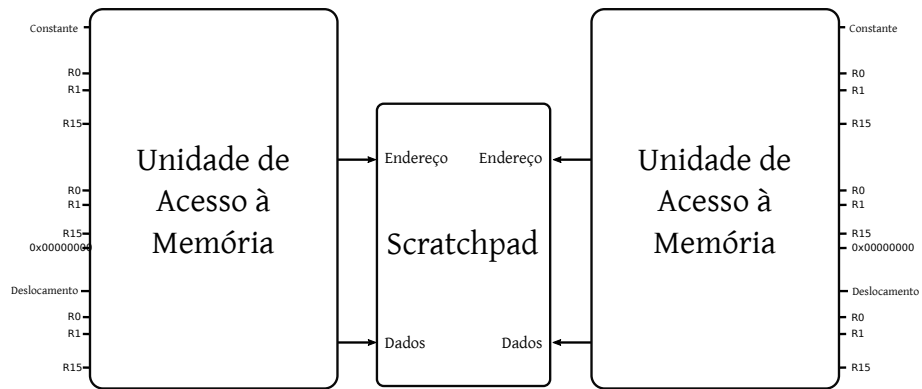 Constante
R0
R1
R15
R0
R1
R15
0x00000000
Deslocamento
R0
R1
R15
Unidade de
Acesso à
Memória
Endereço
Endereço
Scratchpad
Dados
Dados
Unidade de
Acesso à
Memória
Constante
R0
R1
R15
R0
R1
R15
0x00000000
Deslocamento
R0
R1
R15